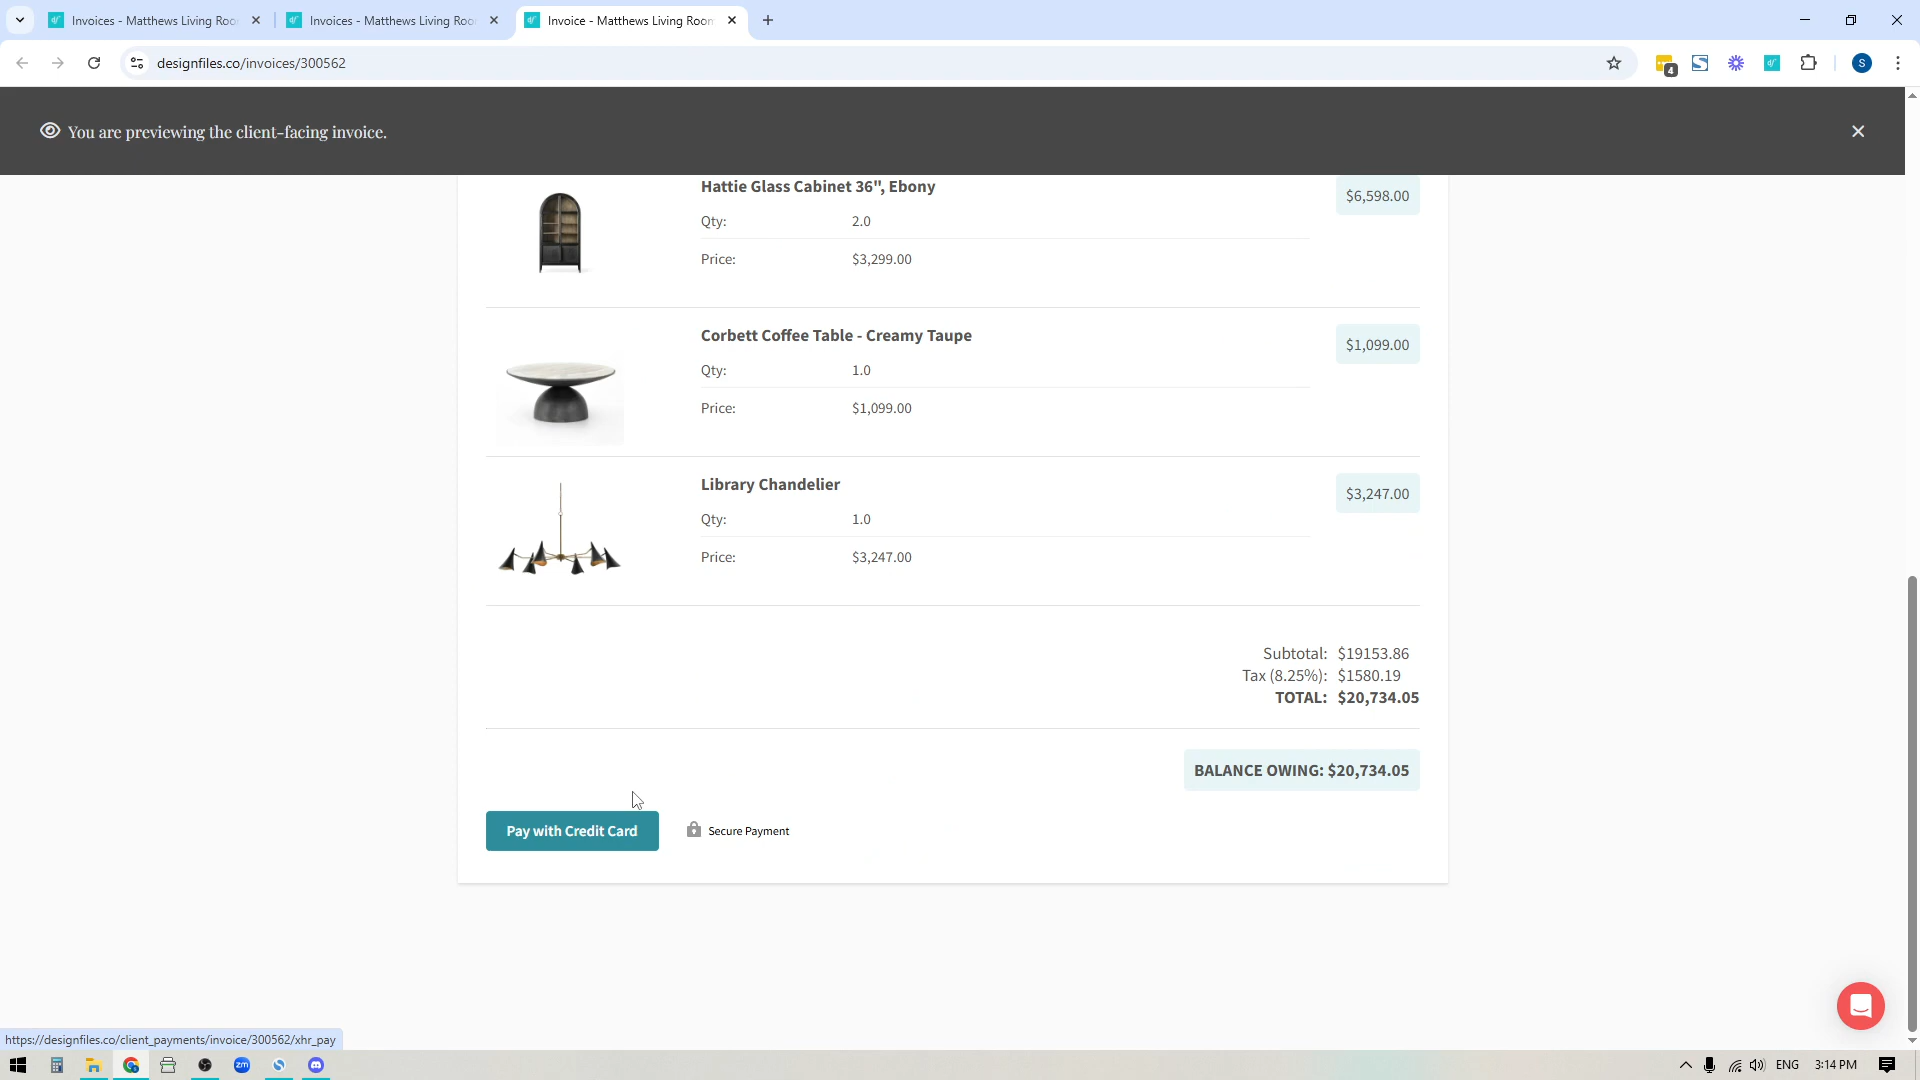 Invoices - Matthews Living Roo
Invoices - Matthews Living Roo
Invoice - Matthews Living Room
designfiles.co/invoices/300562
4
S
You are previewing the client-facing invoice.
Hattie Glass Cabinet 36", Ebony
$6,598.00
Qty: 2.0
Price: $3,299.00
Corbett Coffee Table - Creamy Taupe
$1,099.00
Qty: 1.0
Price: $1,099.00
Library Chandelier
$3,247.00
Qty: 1.0
Price: $3,247.00
Subtotal: $19153.86
Tax (8.25%): $1580.19
TOTAL: $20,734.05
BALANCE OWING: $20,734.05
Pay with Credit Card
Secure Payment
https://designfiles.co/client_payments/invoice/300562/xhr_pay
zm
ENG
3:14 PM